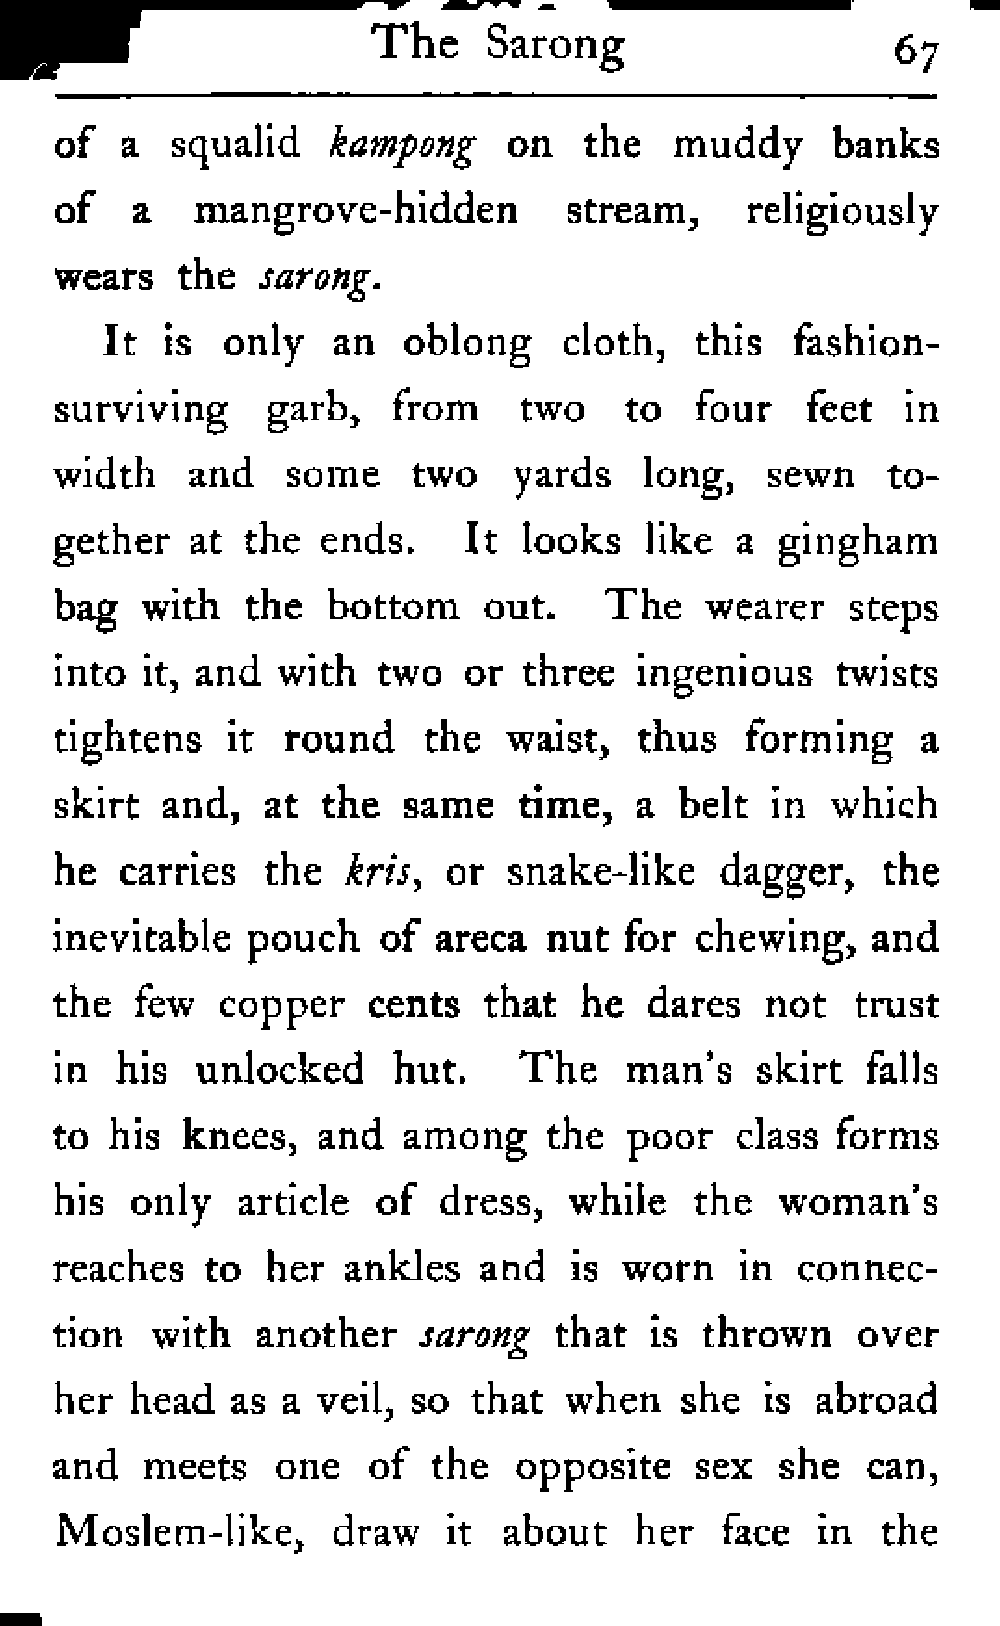 The Sarong 67
of a squalid kampong on the muddy banks
of a mangrove-hidden stream, religiously
wears the sarong.
It is only an oblong cloth, this fashion-
surviving garb, from two to four feet in
width and some two yards long, sewn to-
gether at the ends. It looks like a gingham
bag with the bottom out. The wearer steps
into it, and with two or three ingenious twists
tightens it round the waist, thus forming a
skirt and, at the same time, a belt in which
he carries the kris, or snake-like dagger, the
inevitable pouch of areca nut for chewing, and
the few copper cents that he dares not trust
in his unlocked hut. The man's skirt falls
to his knees, and among the poor class forms
his only article of dress, while the woman's
reaches to her ankles and is worn in connec-
tion with another sarong that is thrown over
her head as a veil, so that when she is abroad
and meets one of the opposite sex she can,
Moslem-like, draw it about her face in the